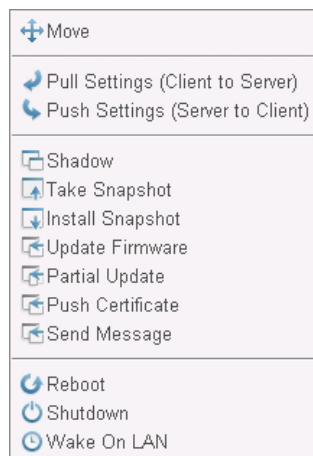 Move
Pull Settings (Client to Server)
Push Settings (Server to Client)
Shadow
Take Snapshot
Install Snapshot
Update Firmware
Partial Update
Push Certificate
Send Message
Reboot
Shutdown
Wake On LAN